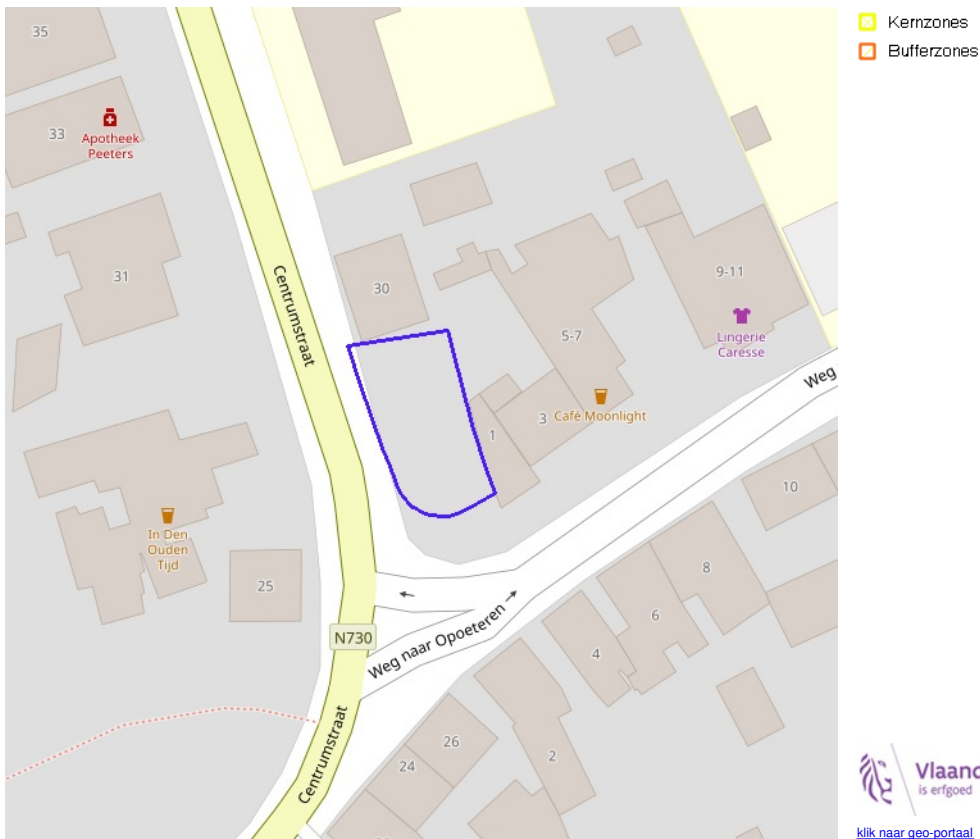 35
Kernzones
Bufferzones
33
Apotheek
Peeters
31
Centrumstraat
30
9-11
Lingerie
Caresse
5-7
Weg
Café Moonlight
3
1
10
In Den
Ouden
Tijd
25
8
6
N730
Weg naar Opoeteren
4
26
2
24
Centrumstraat
is erfgoed
klik naar geo-portaal